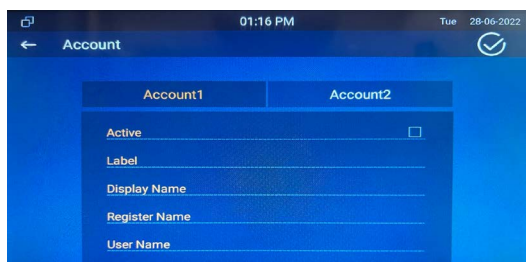 01:16 PM Tue 28-06-2022
Account
Account1 Account2
Active
Label
Display Name
Register Name
User Name